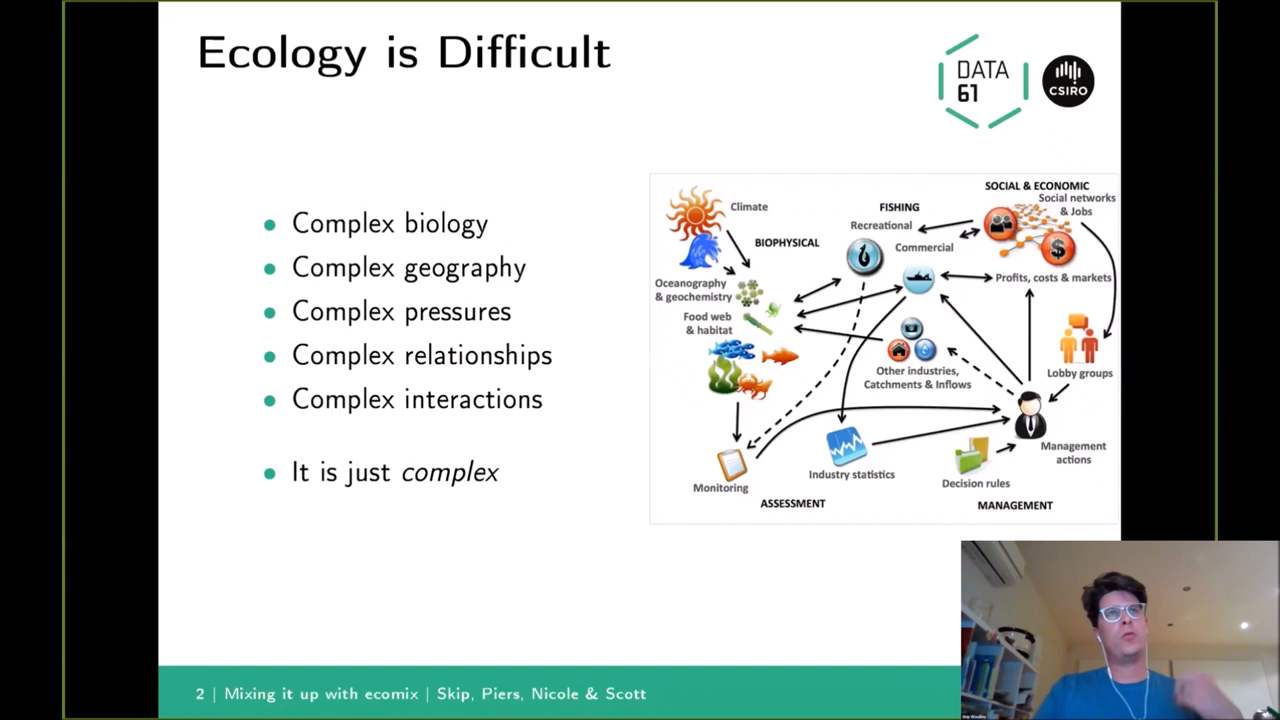 Ecology is Difficult
DATA
61
CSIRO
Complex biology
Complex geography
Complex pressures
Complex relationships
Complex interactions
It is just complex
SOCIAL & ECONOMIC
Social networks
& Jobs
FISHING
Recreational
Commercial
Climate
BIOPHYSICAL
Oceanography
& geochemistry
Profits, costs & markets
$
Food web
& habitat
Other industries,
Catchments & Inflows
Lobby groups
Management
actions
Monitoring
Industry statistics
Decision rules
ASSESSMENT
MANAGEMENT
2 | Mixing it up with ecomix | Skip, Piers, Nicole & Scott